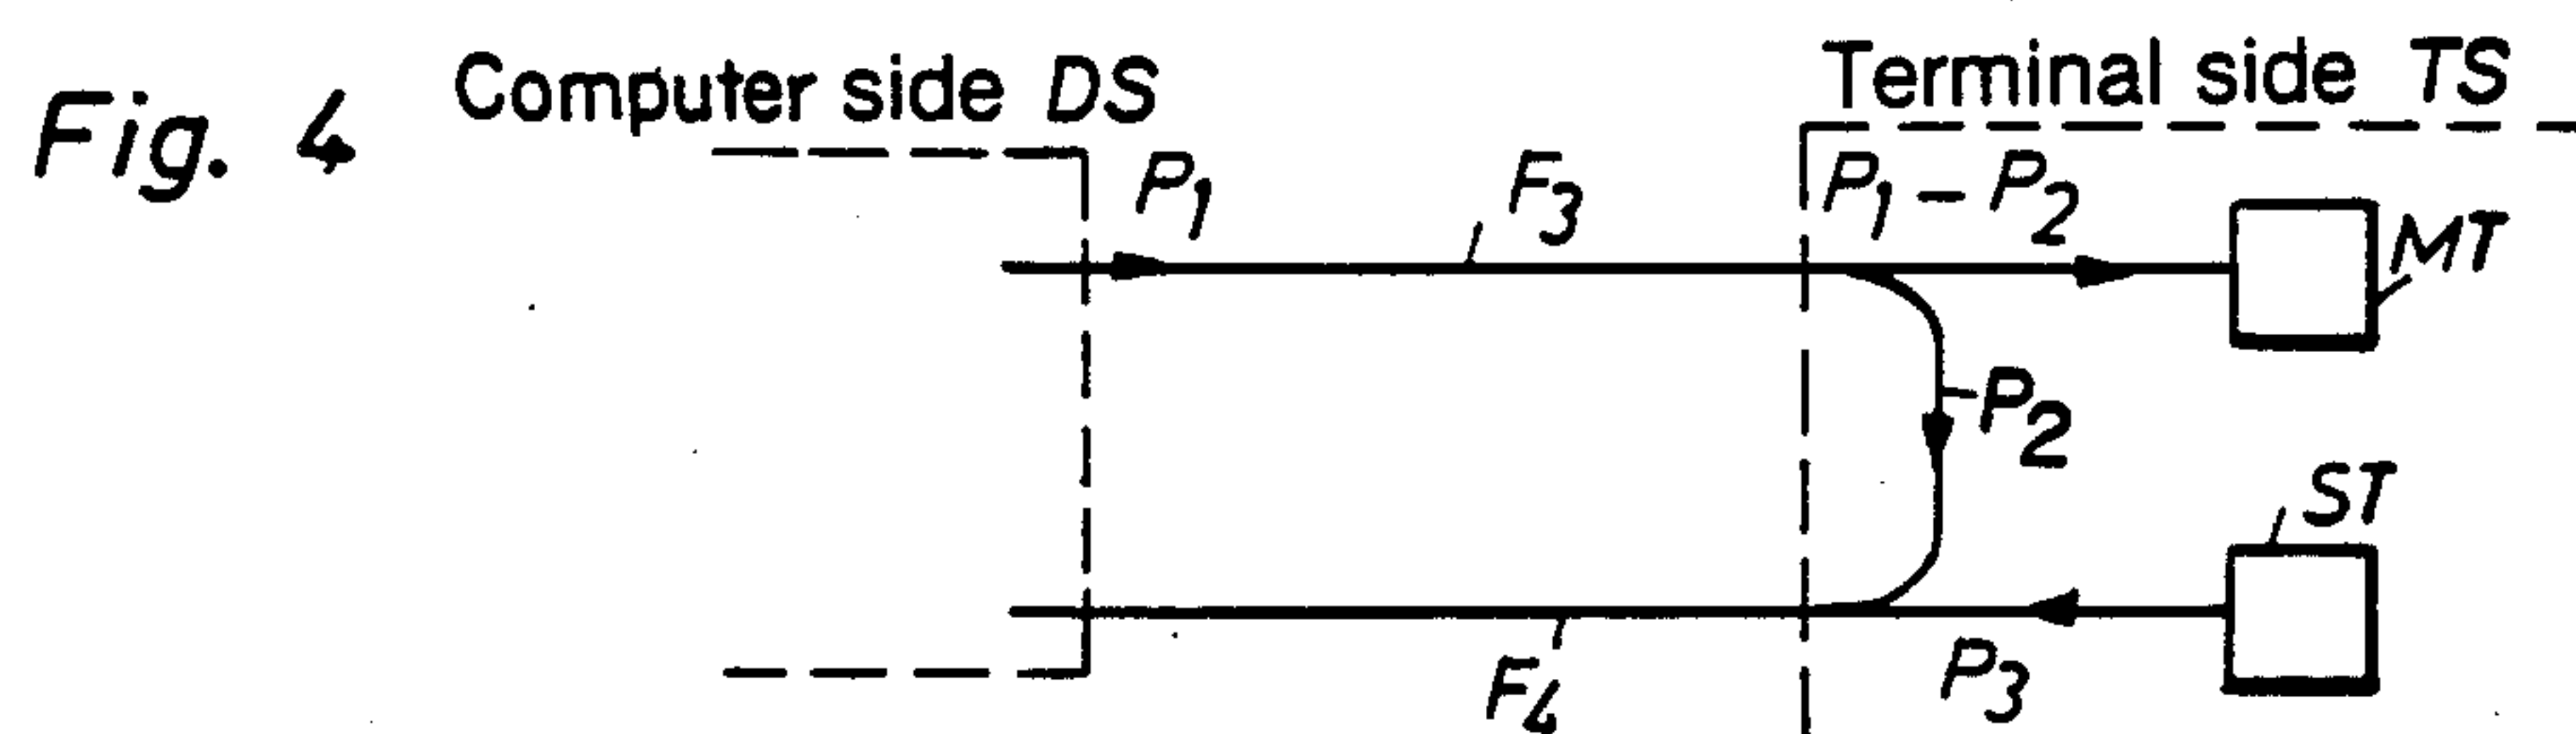 Fig. 4
Computer side DS
Terminal side TS
P1
F3
P1 - P2
MT
P2
ST
F4
P3